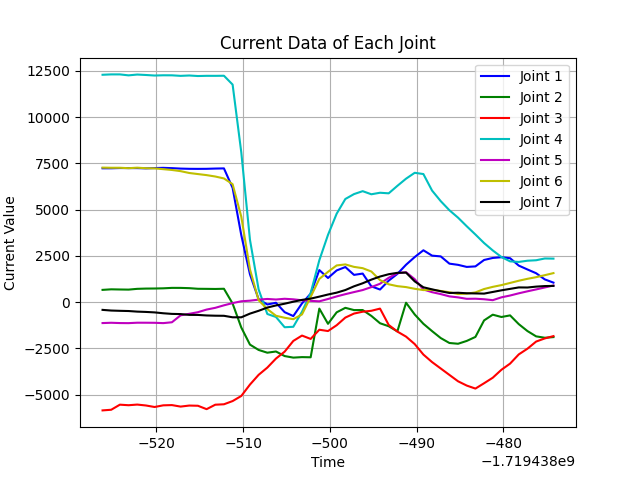 Current Data of Each Joint
12500
10000
7500
5000
2500
0
−2500
−5000
Current Value
Joint 1
Joint 2
Joint 3
Joint 4
Joint 5
Joint 6
Joint 7
−520 −510 −500 −490 −480
−1.719438e9
Time